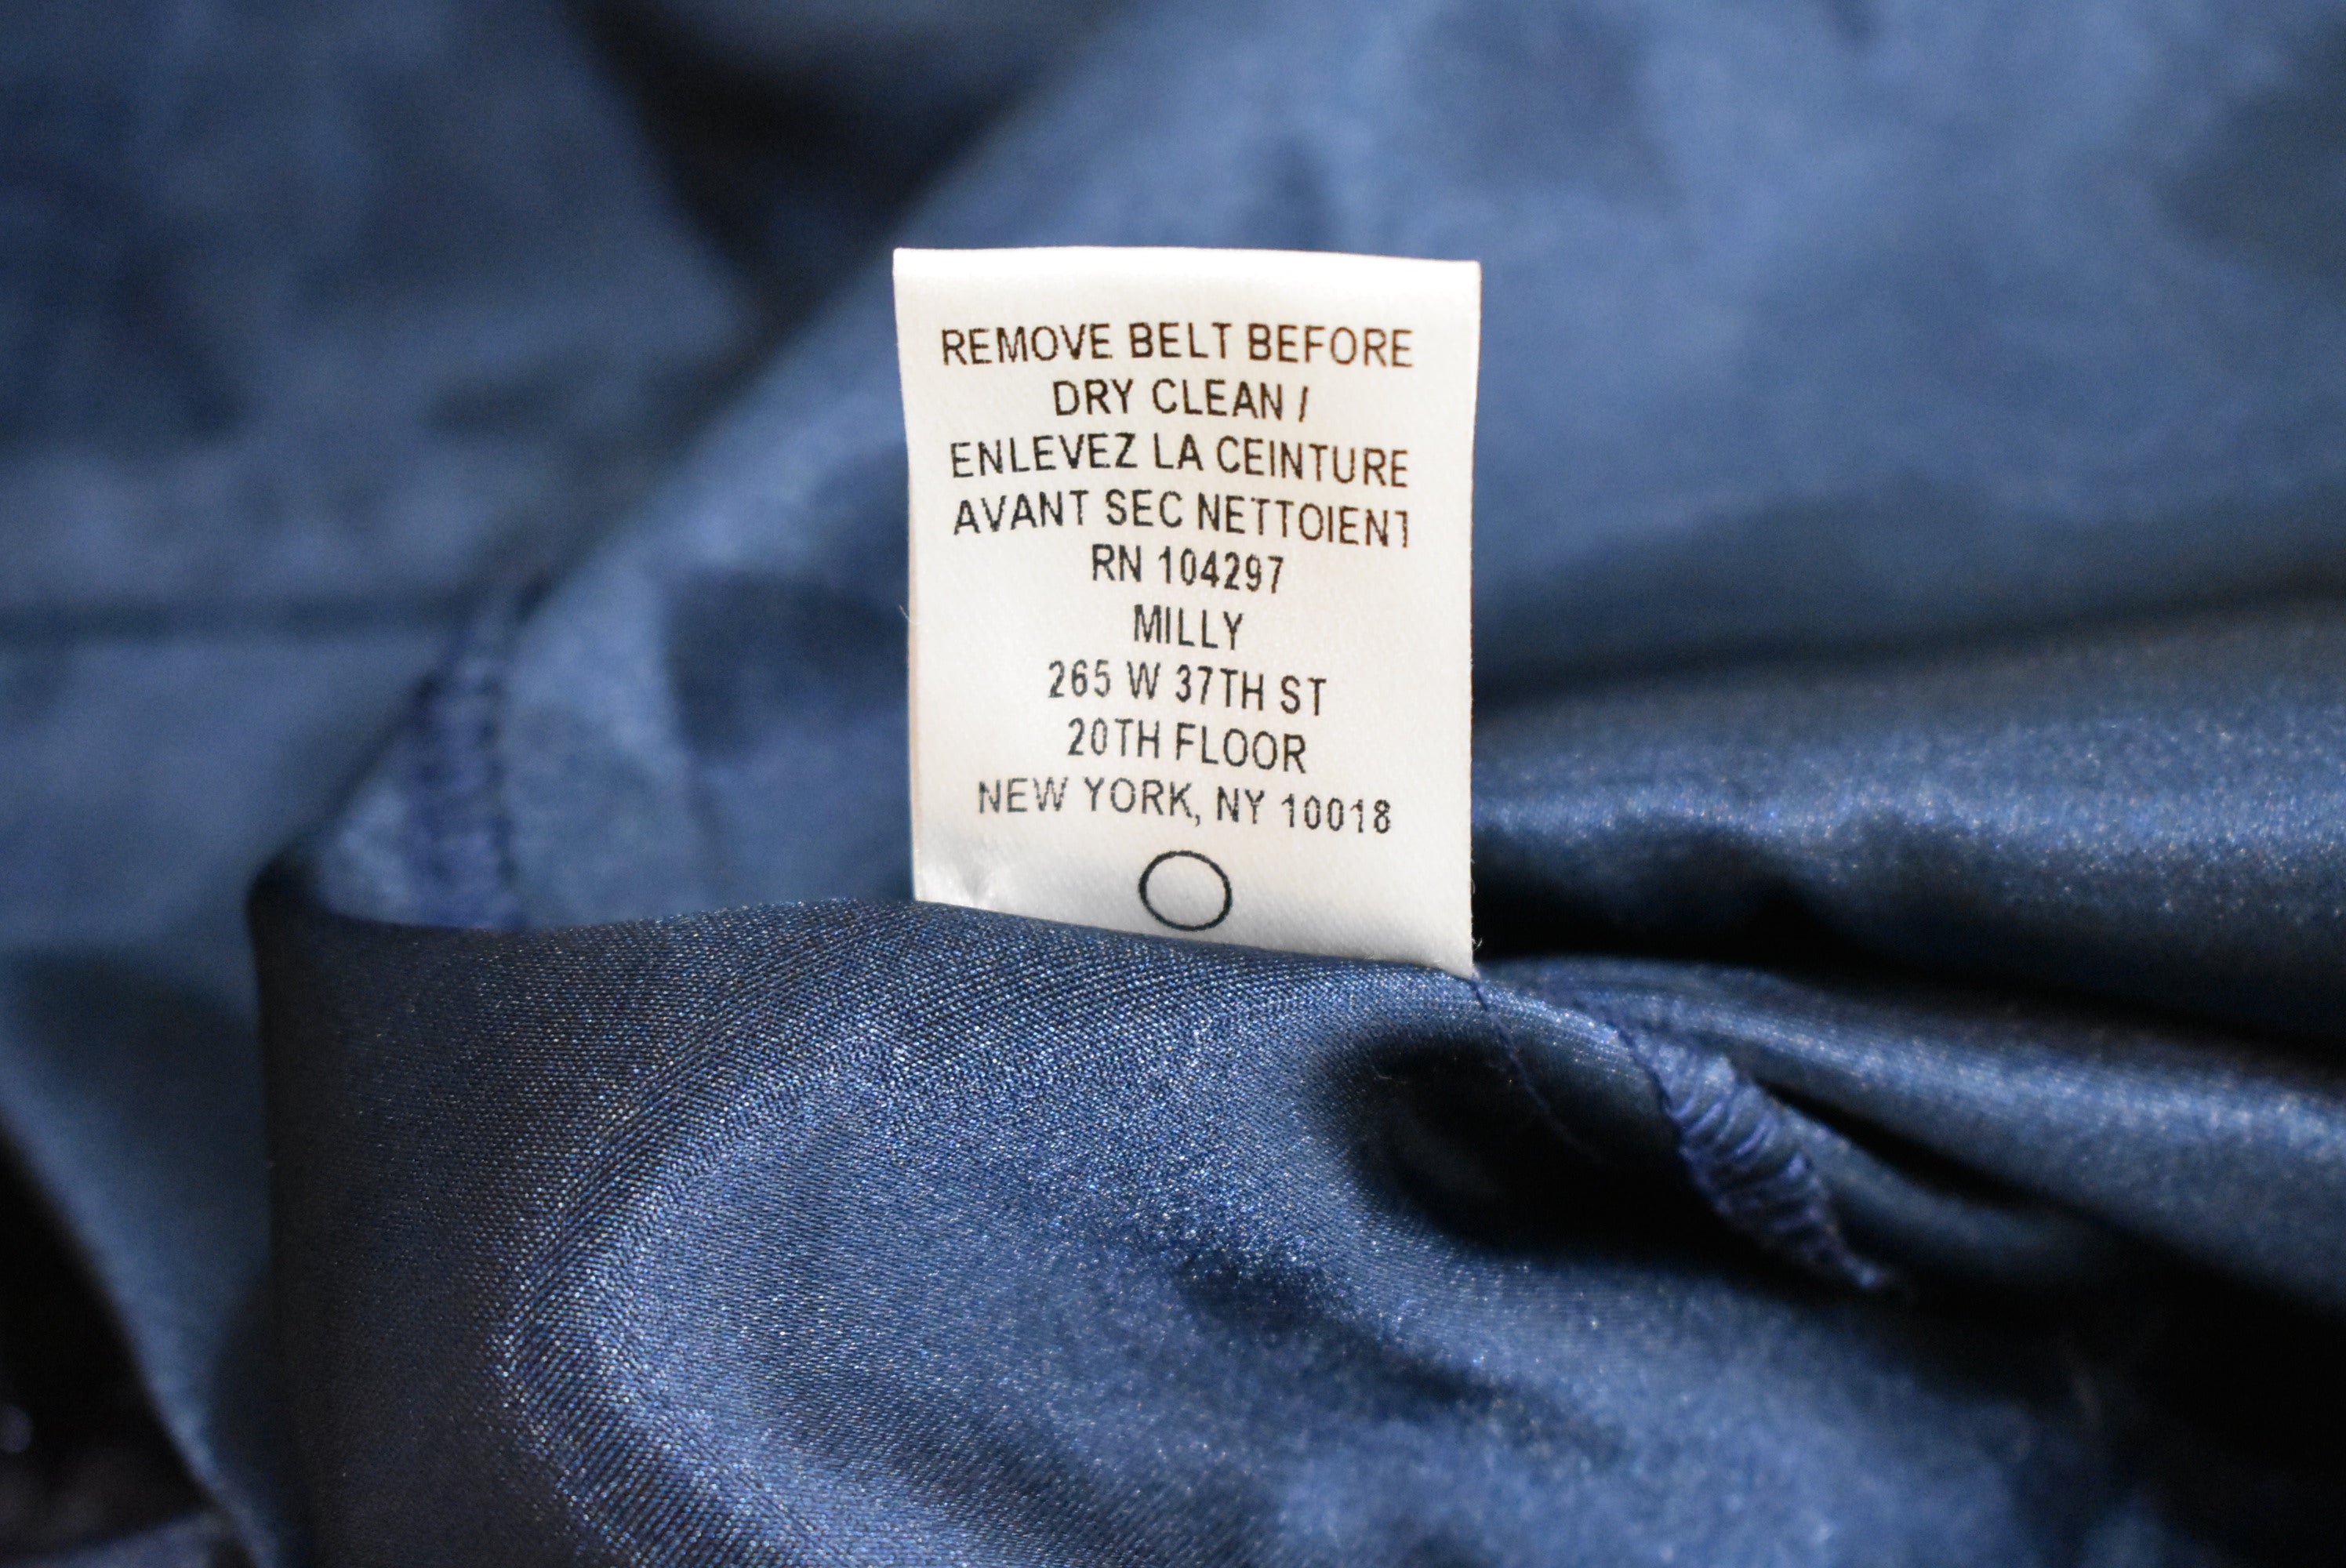 REMOVE BELT BEFORE
DRY CLEAN /
ENLEVEZ LA CEINTURE
AVANT SEC NETTOIENT
RN 104297
MILLY
265 W 37TH ST
20TH FLOOR
NEW YORK, NY 10018